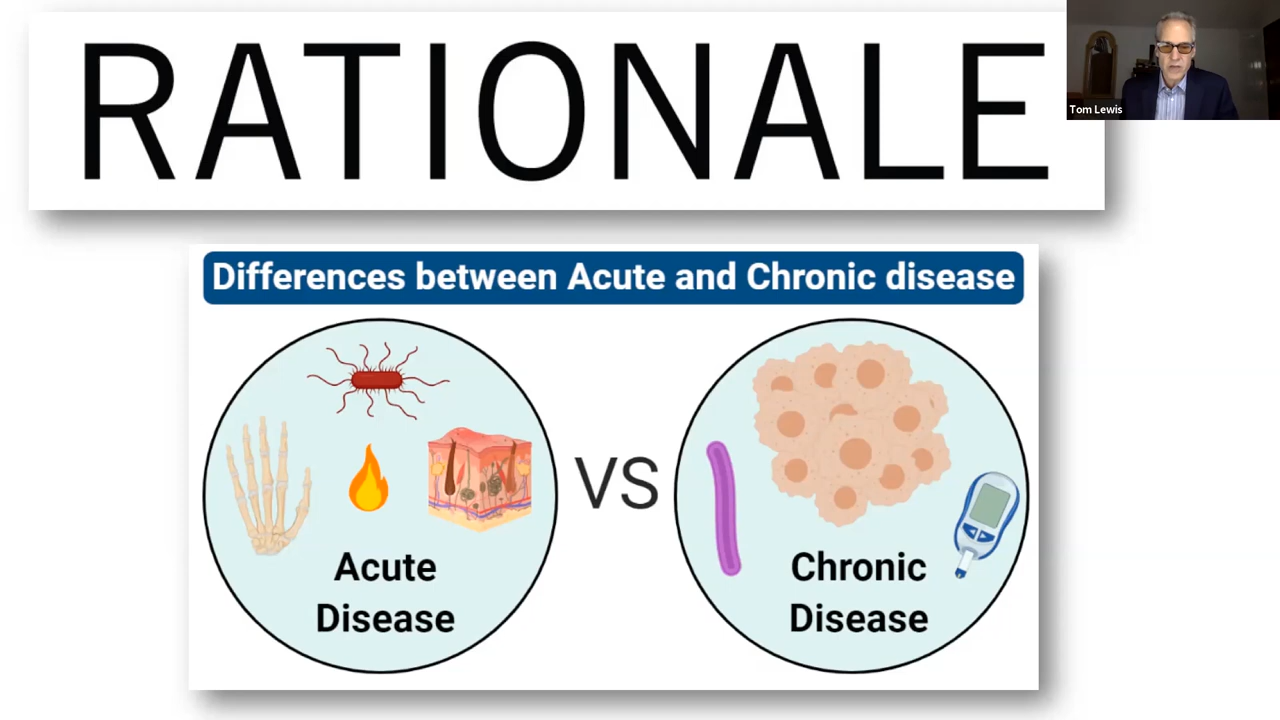 RATIONALE
Tom Lewis
Differences between Acute and Chronic disease
VS
Acute
Disease
Chronic
Disease